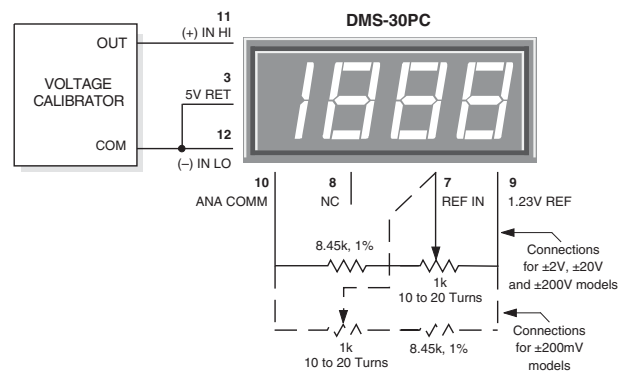 DMS-30PC
11
(+) IN HI
OUT
VOLTAGE
CALIBRATOR
3
5V RET
COM
12
(–) IN LO
1888
10
ANA COMM
8
NC
7
REF IN
9
1.23V REF
8.45k, 1%
1k
10 to 20 Turns
Connections
for ±2V, ±20V
and ±200V models
1k
10 to 20 Turns
8.45k, 1%
Connections
for ±200mV
models